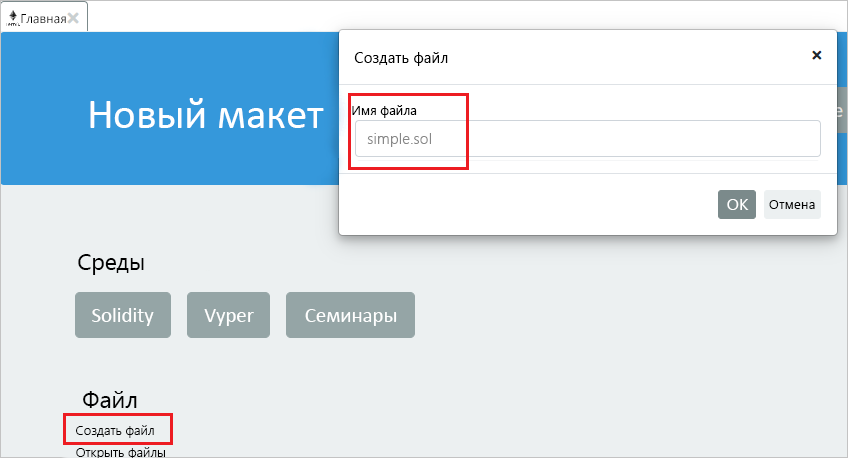 Главная
Создать файл
Новый макет
Имя файла
simple.sol
OK
Отмена
Среды
Solidity
Vyper
Семинары
Файл
Создать файл
Открыть файлы